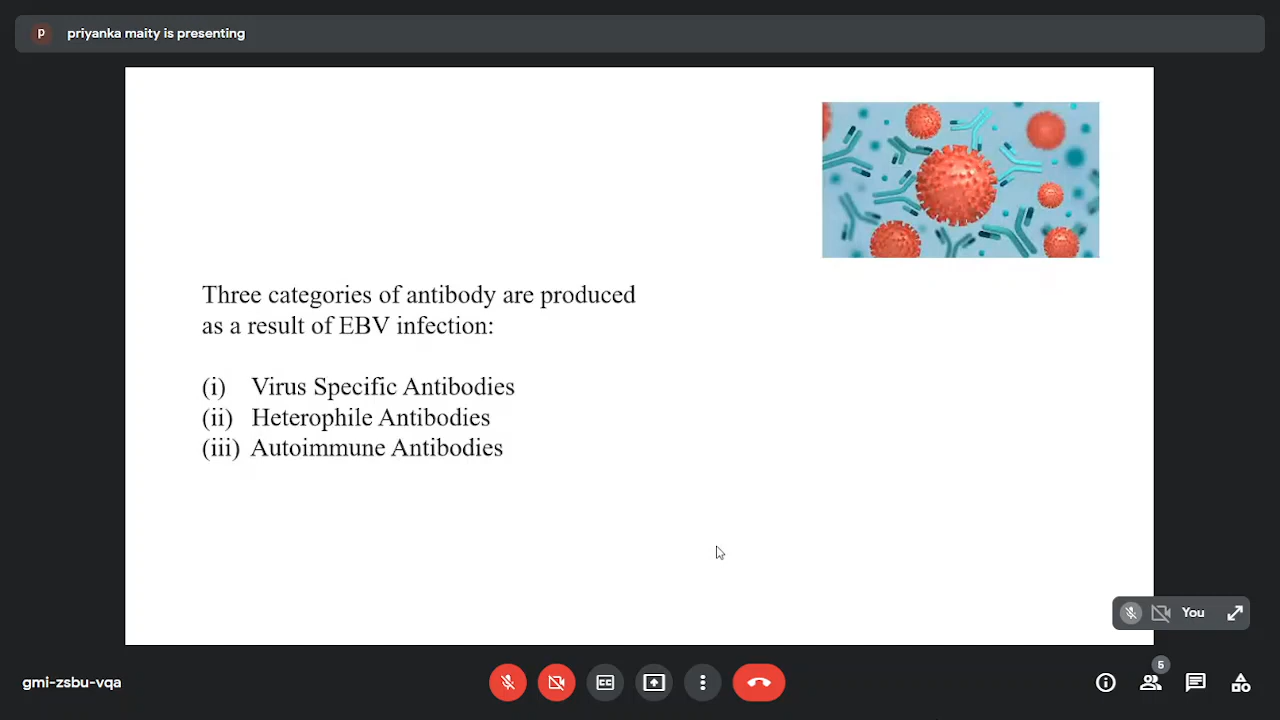 P
priyanka maity is presenting
Three categories of antibody are produced
as a result of EBV infection:
(i) Virus Specific Antibodies
(ii) Heterophile Antibodies
(iii) Autoimmune Antibodies
You
gmi-zsbu-vqa
CC
5